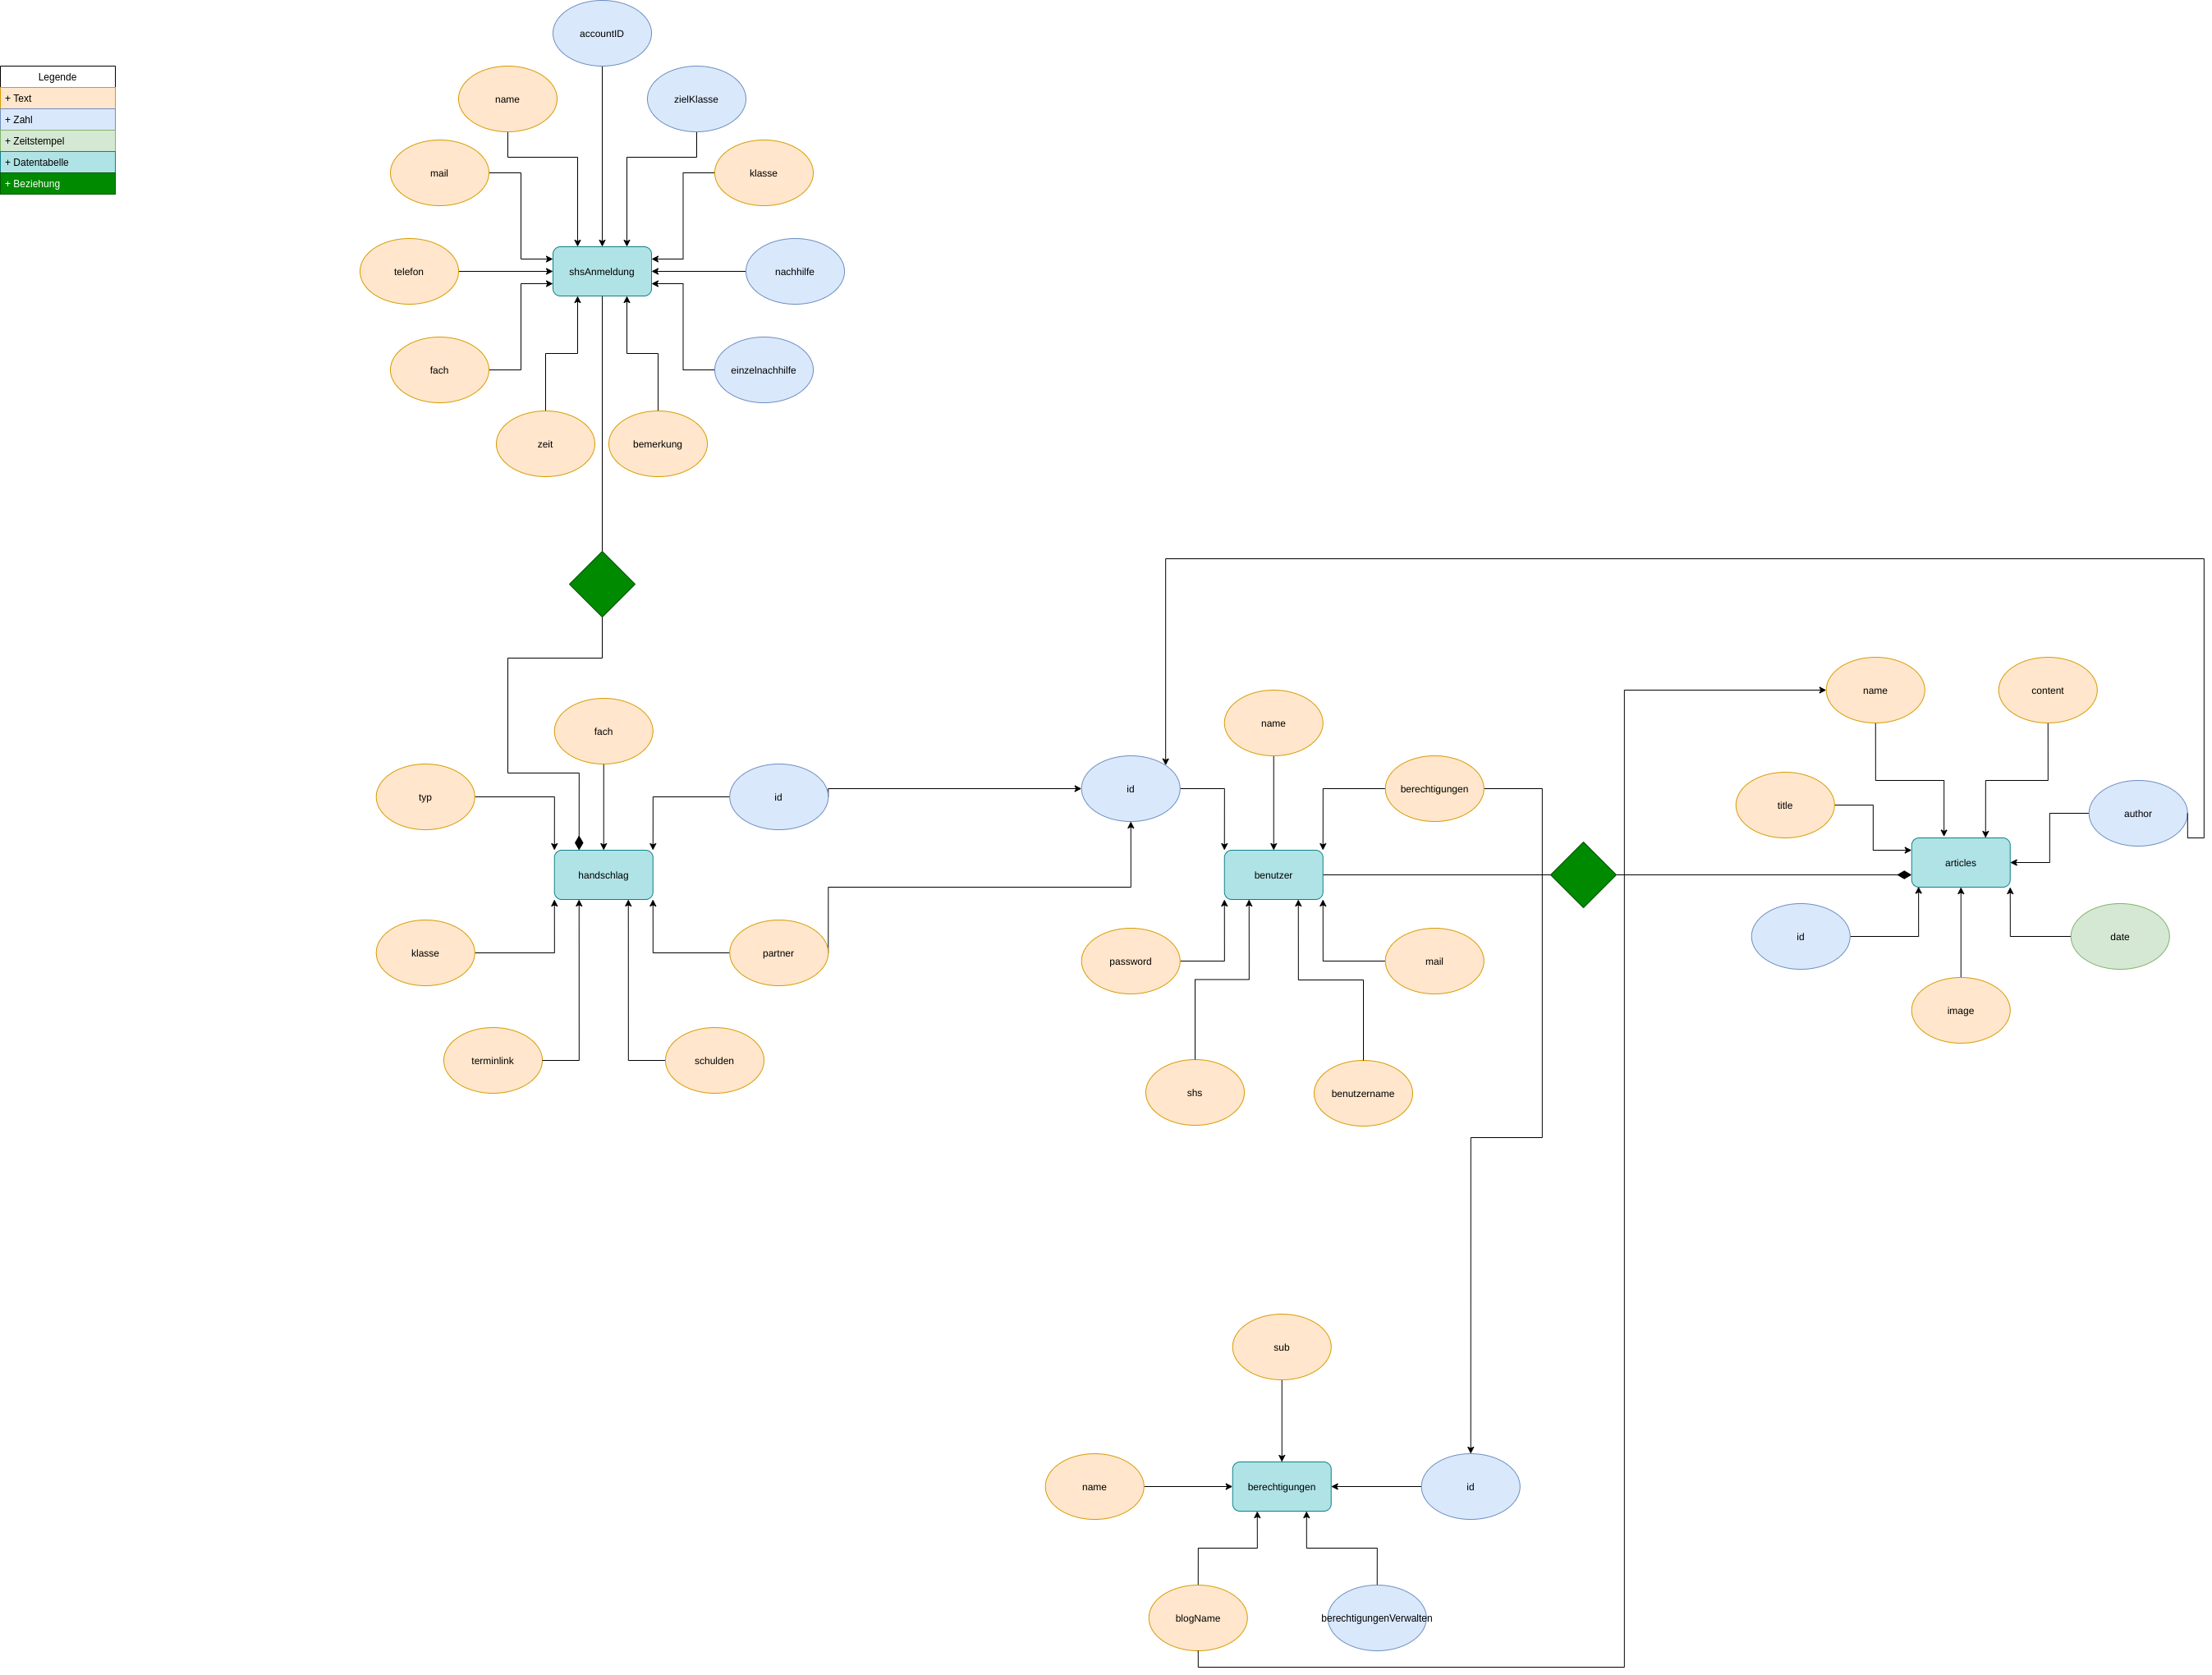 accountID
Legende
+ Text
+ Zahl
+ Zeitstempel
+ Datentabelle
+ Beziehung
name
zielKlasse
mail
klasse
telefon
shsAnmeldung
nachhilfe
fach
einzelnachhilfe
zeit
bemerkung
fach
typ
id
handschlag
klasse
partner
terminlink
schulden
name
id
berechtigungen
benutzer
password
mail
shs
benutzername
name
content
title
author
articles
id
date
image
sub
name
berechtigungen
id
blogName
berechtigungenVerwalten